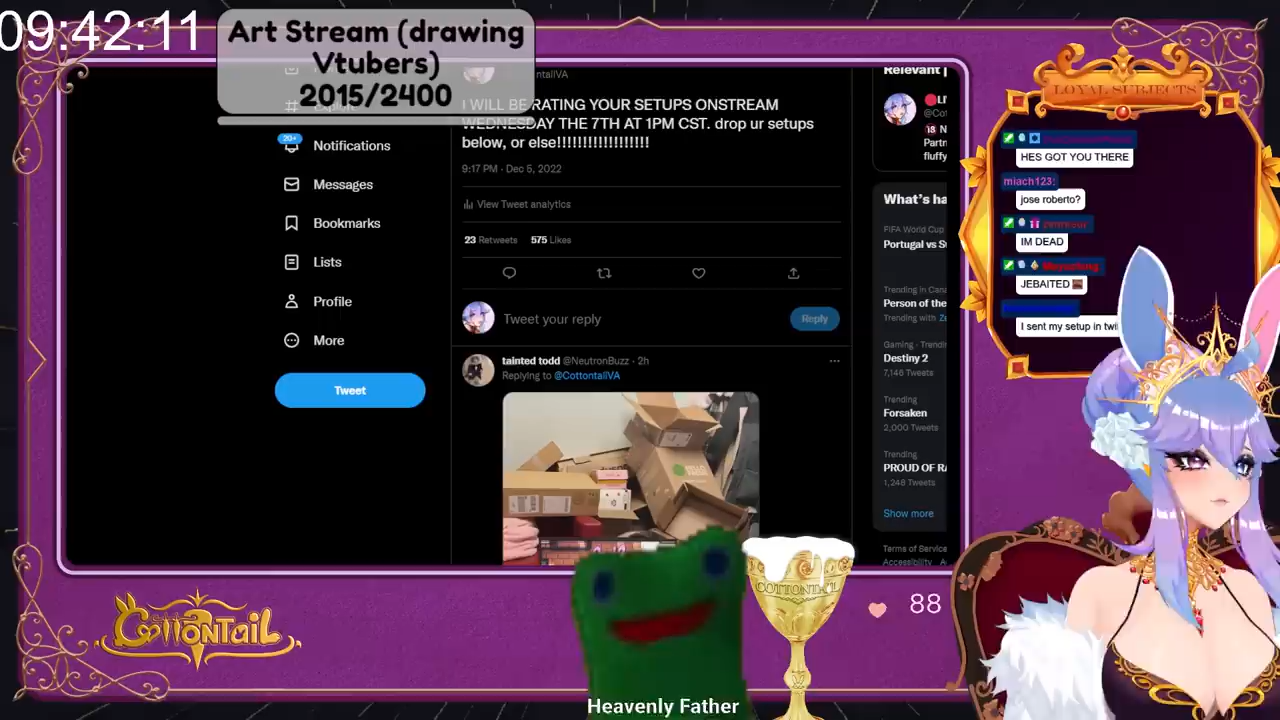 09:42:11
Art Stream (drawing
Vtubers)
2015/2400
Notifications
20+
Messages
Bookmarks
Lists
Profile
More
Tweet
I WILL BE RATING YOUR SETUPS ONSTREAM
WEDNESDAY THE 7TH AT 1PM CST. drop ur setups
below, or else!!!!!!!!!!!!!!!!!!
9:17 PM · Dec 5, 2022
View Tweet analytics
23 Retweets 575 Likes
Tweet your reply
Reply
tainted todd @NeutronBuzz · 2h
Replying to @CottontailVA
Relevant
What's ha
FIFA World Cup
Portugal vs S
Trending in Cana
Person of the
Trending with
Gaming · Trendin
Destiny 2
7,146 Tweets
Trending
Forsaken
2,000 Tweets
Trending
PROUD OF
1,248 Tweets
Show more
Terms of Service
Accessibility
LOYAL SUBJECTS
HES GOT YOU THERE
miach123:
jose roberto?
IM DEAD
JEBAITED
I sent my setup in twi
COTTONTAIL
COTTONTAIL
88
Heavenly Father